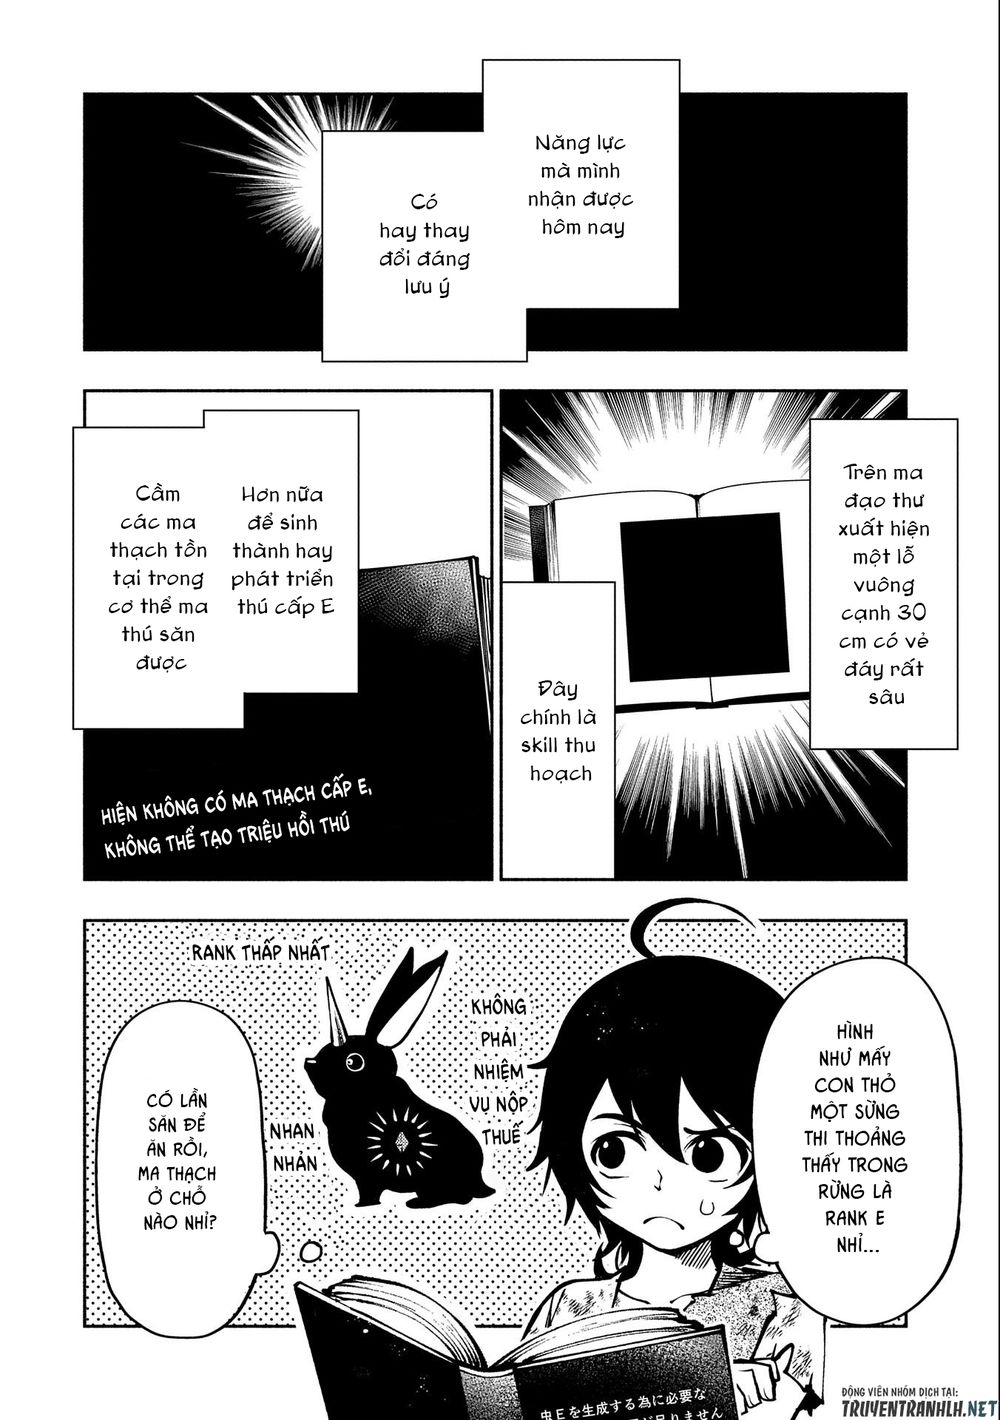 Năng lực
mà mình
nhận được
hôm nay
Có
hay thay
đổi đáng
lưu ý
Trên ma
đạo thư
xuất hiện
một lỗ
vuông
cạnh 30
cm có vẻ
đáy rất
sâu
Đây
chính là
skill thu
hoạch
Hơn nữa
để sinh
thành hay
phát triển
thú cấp E
Cầm
các ma
thạch tồn
tại trong
cơ thể ma
thú săn
được
HIỆN KHÔNG CÓ MA THẠCH CẤP E,
KHÔNG THỂ TẠO TRIỆU HỒI THÚ
HÌNH
NHƯ MẤY
CON THỎ
MỘT SỪNG
THI THOẢNG
THẤY TRONG
RỪNG LÀ
RANK E
NHỈ...
RANK THẤP NHẤT
KHÔNG
PHẢI
NHIỆM
VỤ NỘP
THUẾ
NHAN
NHẢN
CÓ LẦN
SĂN ĐỂ
ĂN RỒI,
MA THẠCH
Ở CHỖ
NÀO NHỈ?
虫Eを生成する為に必要な
が足りません
ĐỘNG VIÊN NHÓM DỊCH TẠI:
TRUYENTRANHLH.NET